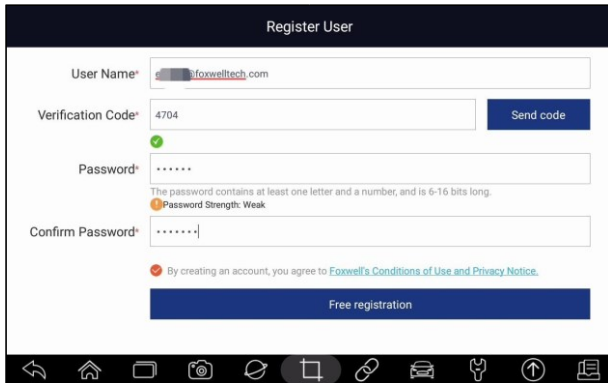 Register User
User Name*
@foxwelltech.com
Verification Code*
4704
Send code
Password*
••••••
The password contains at least one letter and a number, and is 6-16 bits long.
Password Strength: Weak
Confirm Password*
•••••••
By creating an account, you agree to Foxwell's Conditions of Use and Privacy Notice.
Free registration